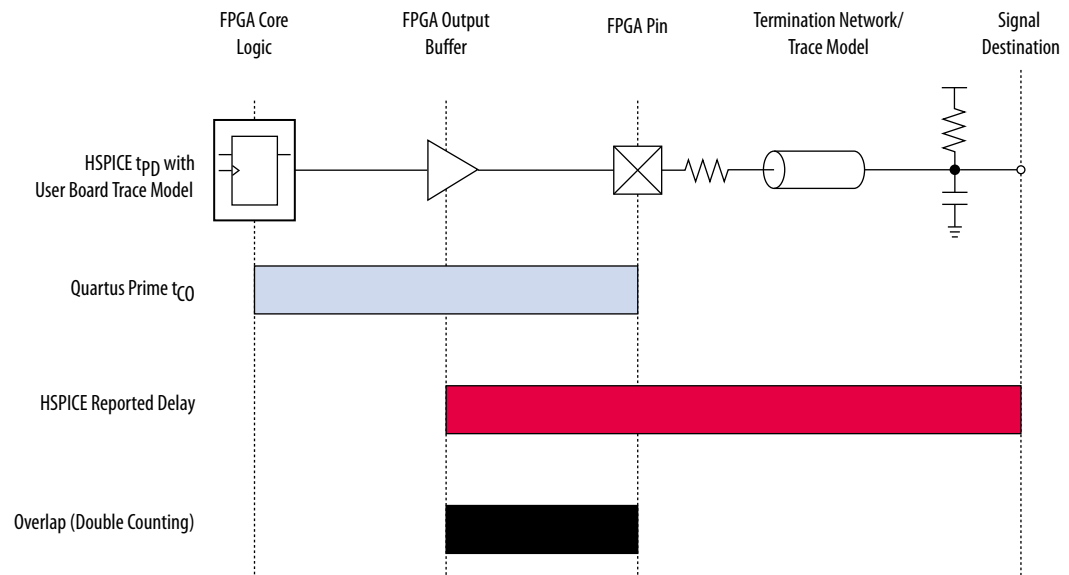 FPGA Core
Logic
FPGA Output
Buffer
FPGA Pin
Termination Network/
Trace Model
Signal
Destination
HSPICE tPD with
User Board Trace Model
Quartus Prime tCO
HSPICE Reported Delay
Overlap (Double Counting)